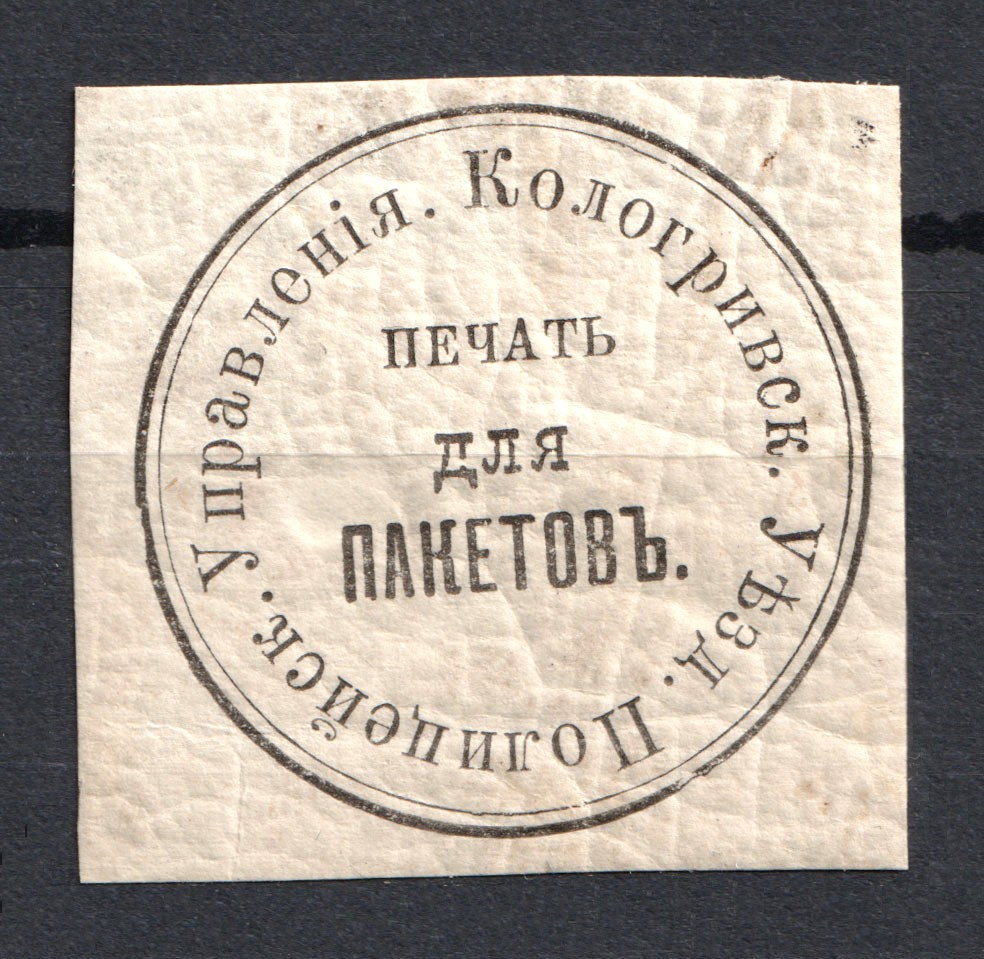 Кологривск. Уѣзд. Полицейск. Управленія.
ПЕЧАТЬ
ДЛЯ
ПАКЕТОВЪ.